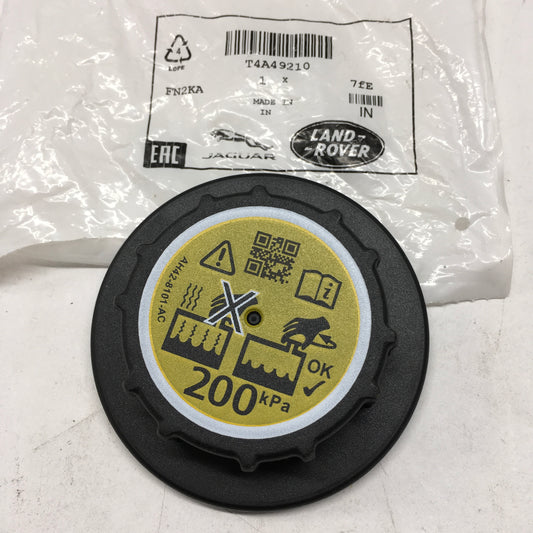 T4A49210
4
LDPE
1 x
7fE
FN2KA
MADE IN
IN
IN
EAC
JAGUAR
LAND-
-ROVER
AH42-8101-AC
X
OK
200 kPa